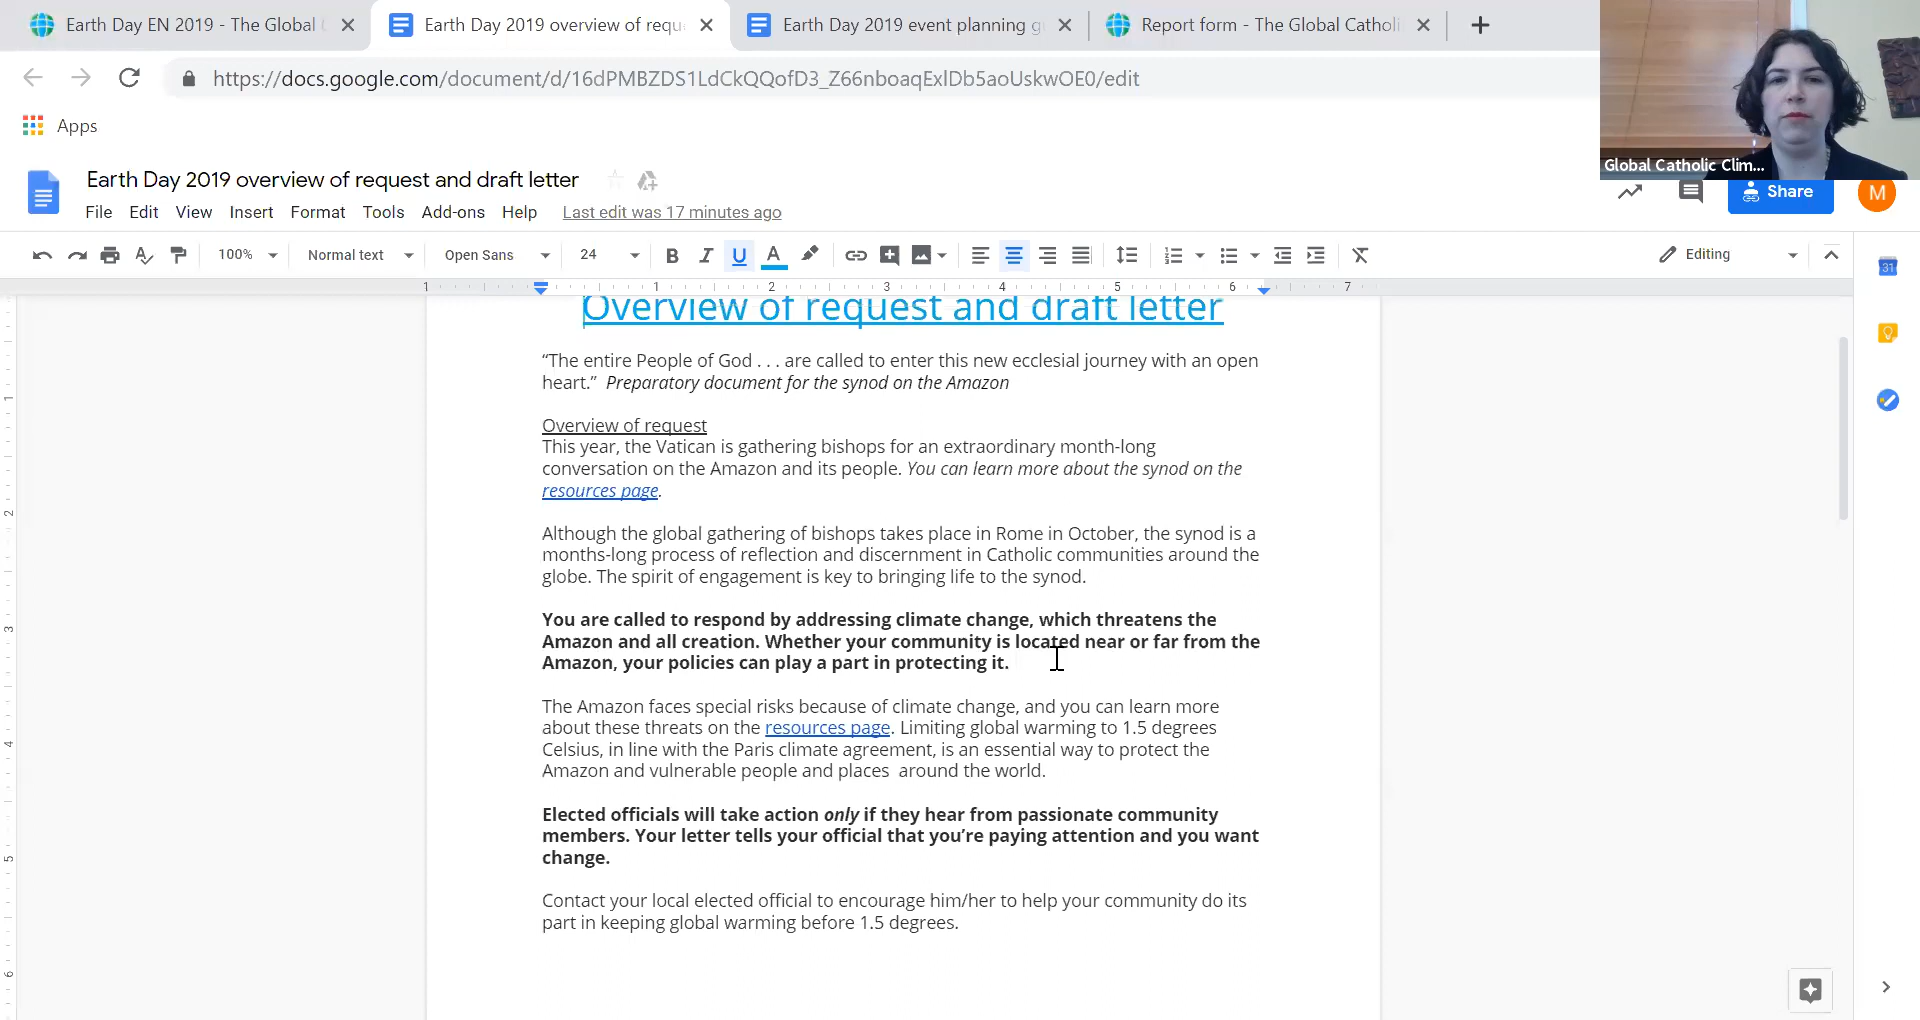 Earth Day EN 2019 - The Global
Earth Day 2019 overview of requ
Earth Day 2019 event planning g
Report form - The Global Catholi
https://docs.google.com/document/d/16dPMBZDS1LdCkQQofD3_Z66nboaqExlDb5aoUskwOE0/edit
Apps
Global Catholic Clim...
Earth Day 2019 overview of request and draft letter
File Edit View Insert Format Tools Add-ons Help Last edit was 17 minutes ago
Share
M
100% Normal text Open Sans 24 B I U A Editing
31
1 1 2 3 4 5 6 7
Overview of request and draft letter
“The entire People of God . . . are called to enter this new ecclesial journey with an open
heart.” Preparatory document for the synod on the Amazon
Overview of request
This year, the Vatican is gathering bishops for an extraordinary month-long
conversation on the Amazon and its people. You can learn more about the synod on the
resources page.
Although the global gathering of bishops takes place in Rome in October, the synod is a
months-long process of reflection and discernment in Catholic communities around the
globe. The spirit of engagement is key to bringing life to the synod.
You are called to respond by addressing climate change, which threatens the
Amazon and all creation. Whether your community is located near or far from the
Amazon, your policies can play a part in protecting it.
The Amazon faces special risks because of climate change, and you can learn more
about these threats on the resources page. Limiting global warming to 1.5 degrees
Celsius, in line with the Paris climate agreement, is an essential way to protect the
Amazon and vulnerable people and places around the world.
Elected officials will take action only if they hear from passionate community
members. Your letter tells your official that you’re paying attention and you want
change.
Contact your local elected official to encourage him/her to help your community do its
part in keeping global warming before 1.5 degrees.
1
2
3
4
5
6